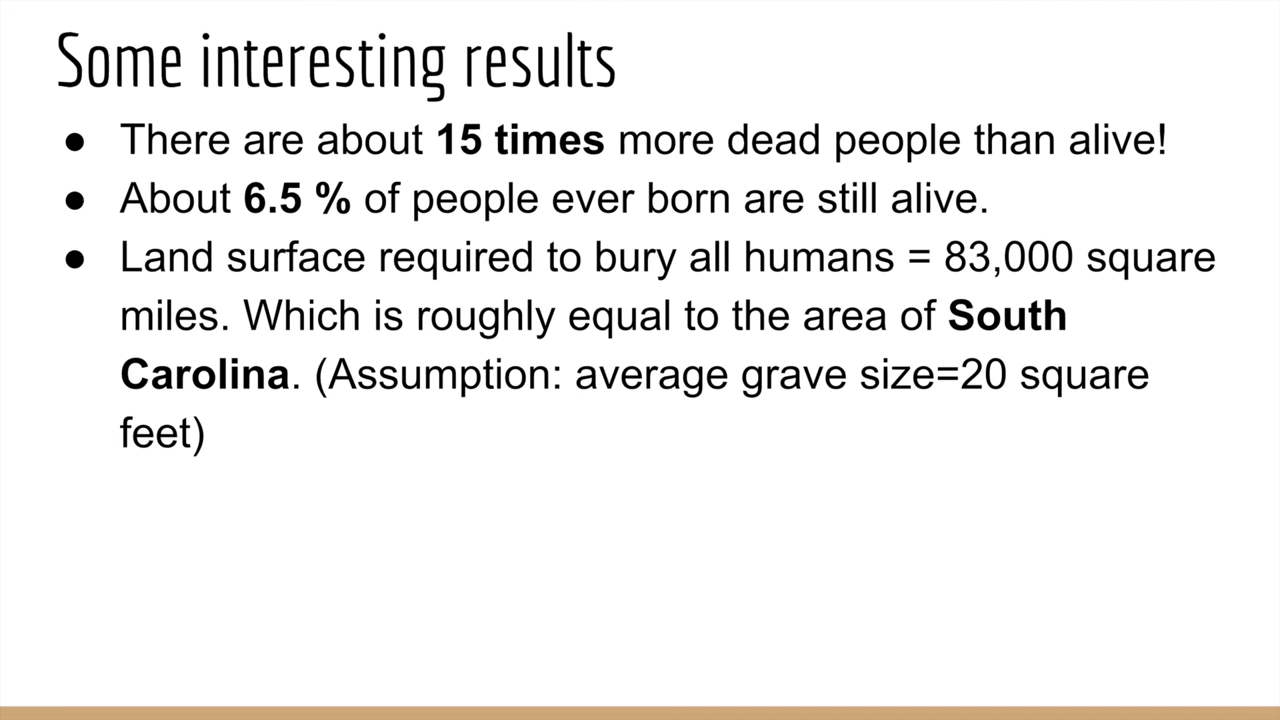 Some interesting results
● There are about 15 times more dead people than alive!
● About 6.5 % of people ever born are still alive.
● Land surface required to bury all humans = 83,000 square
miles. Which is roughly equal to the area of South
Carolina. (Assumption: average grave size=20 square
feet)